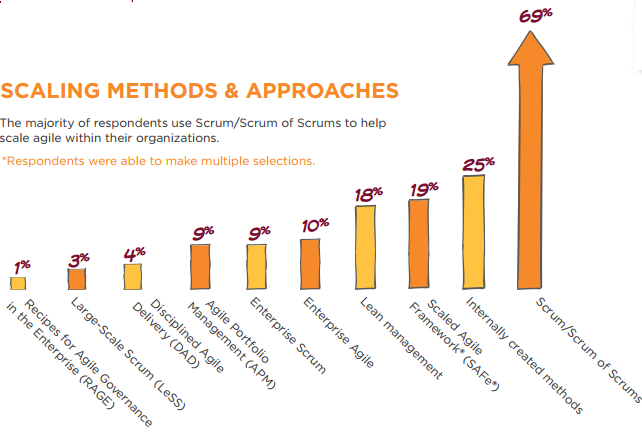 69%
SCALING METHODS & APPROACHES
The majority of respondents use Scrum/Scrum of Scrums to help
scale agile within their organizations.
*Respondents were able to make multiple selections.
25%
19%
18%
10%
9%
9%
4%
3%
1%
Recipes for Agile Governance
in the Enterprise (RAGE)
Large-Scale Scrum (LeSS)
Disciplined Agile
Delivery (DAD)
Agile Portfolio
Management (APM)
Enterprise Scrum
Enterprise Agile
Lean management
Scaled Agile
Framework® (SAFe®)
Internally created methods
Scrum/Scrum of Scrums